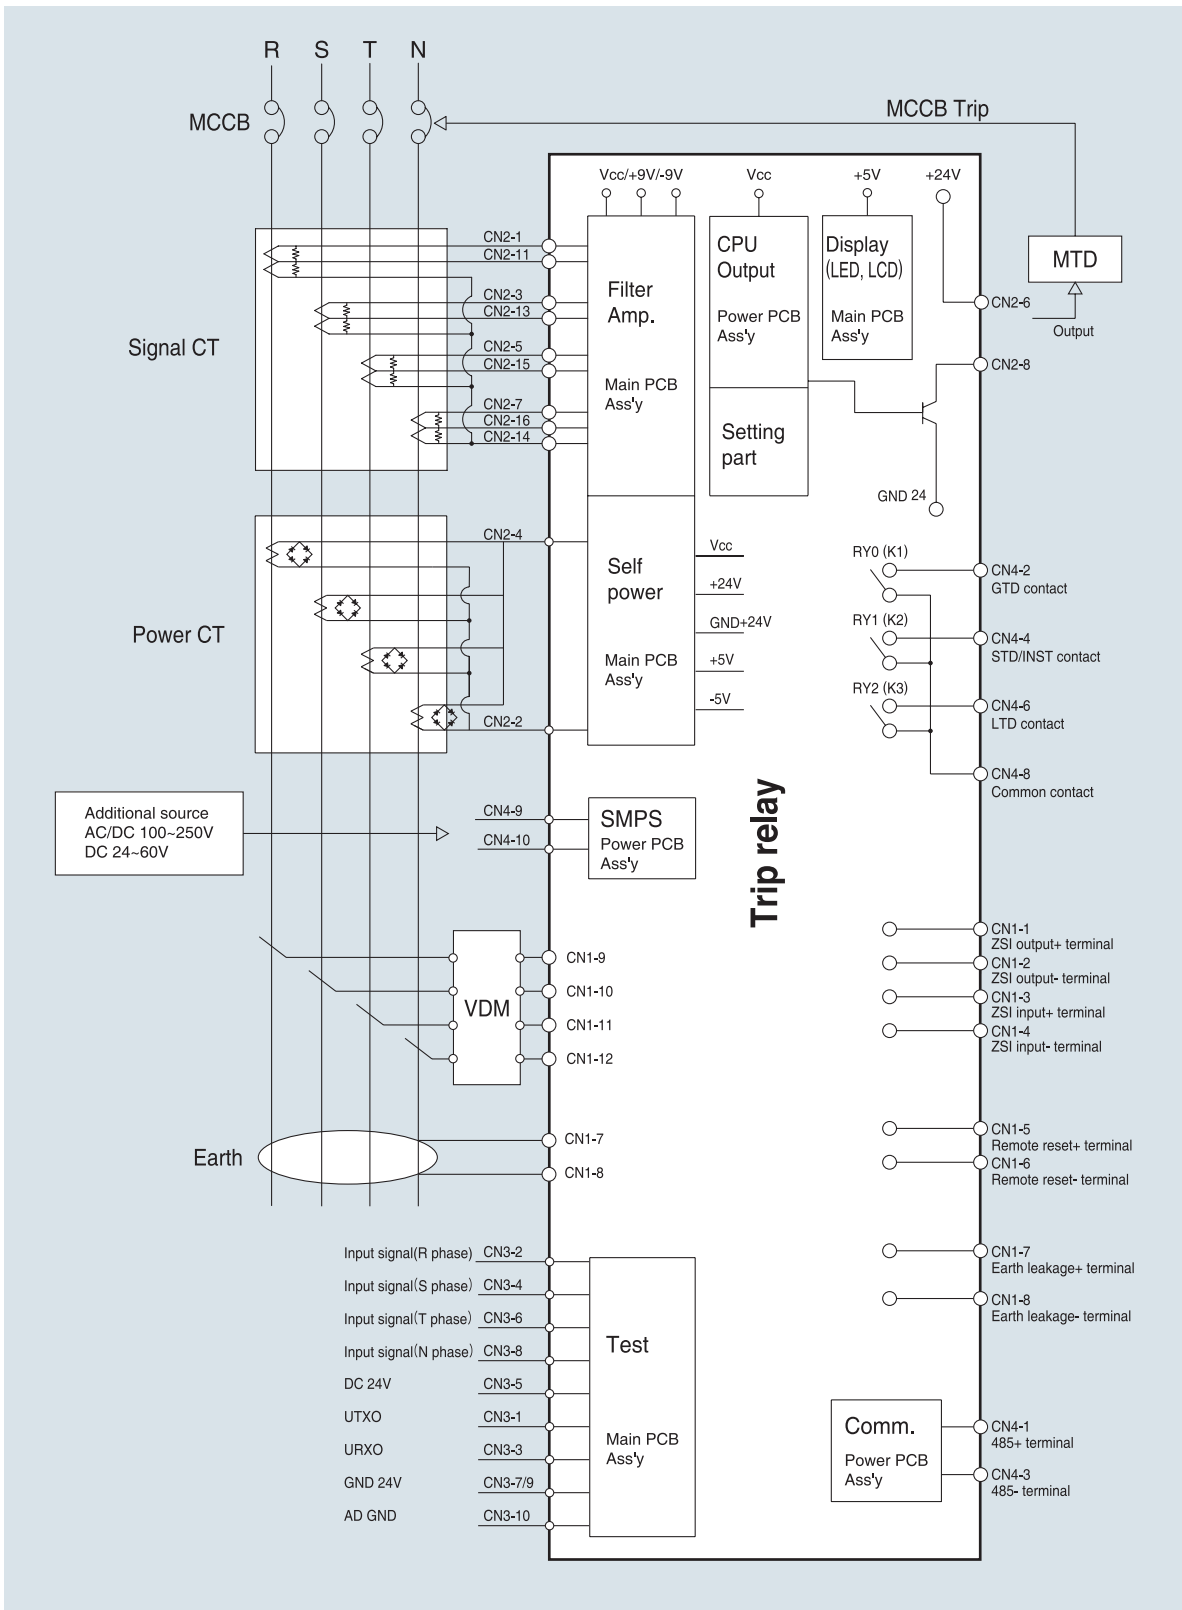 R S T N
MCCB
MCCB Trip
Vcc/+9V/-9V
Vcc
+5V
+24V
CN2-1
CN2-11
CN2-3
CN2-13
CN2-5
CN2-15
CN2-7
CN2-16
CN2-14
Signal CT
Filter
Amp.
Main PCB
Ass'y
CPU
Output
Power PCB
Ass'y
Setting
part
Display
(LED, LCD)
Main PCB
Ass'y
MTD
Output
CN2-6
CN2-8
GND 24
Power CT
CN2-4
CN2-2
Self
power
Main PCB
Ass'y
Vcc
+24V
GND+24V
+5V
-5V
RY0 (K1)
CN4-2
GTD contact
RY1 (K2)
CN4-4
STD/INST contact
RY2 (K3)
CN4-6
LTD contact
CN4-8
Common contact
Additional source
AC/DC 100~250V
DC 24~60V
CN4-9
CN4-10
SMPS
Power PCB
Ass'y
Trip relay
VDM
CN1-9
CN1-10
CN1-11
CN1-12
CN1-1
ZSI output+ terminal
CN1-2
ZSI output- terminal
CN1-3
ZSI input+ terminal
CN1-4
ZSI input- terminal
Earth
CN1-7
CN1-8
CN1-5
Remote reset+ terminal
CN1-6
Remote reset- terminal
CN1-7
Earth leakage+ terminal
CN1-8
Earth leakage- terminal
Input signal(R phase) CN3-2
Input signal(S phase) CN3-4
Input signal(T phase) CN3-6
Input signal(N phase) CN3-8
DC 24V CN3-5
UTXO CN3-1
URXO CN3-3
GND 24V CN3-7/9
AD GND CN3-10
Test
Main PCB
Ass'y
Comm.
Power PCB
Ass'y
CN4-1
485+ terminal
CN4-3
485- terminal